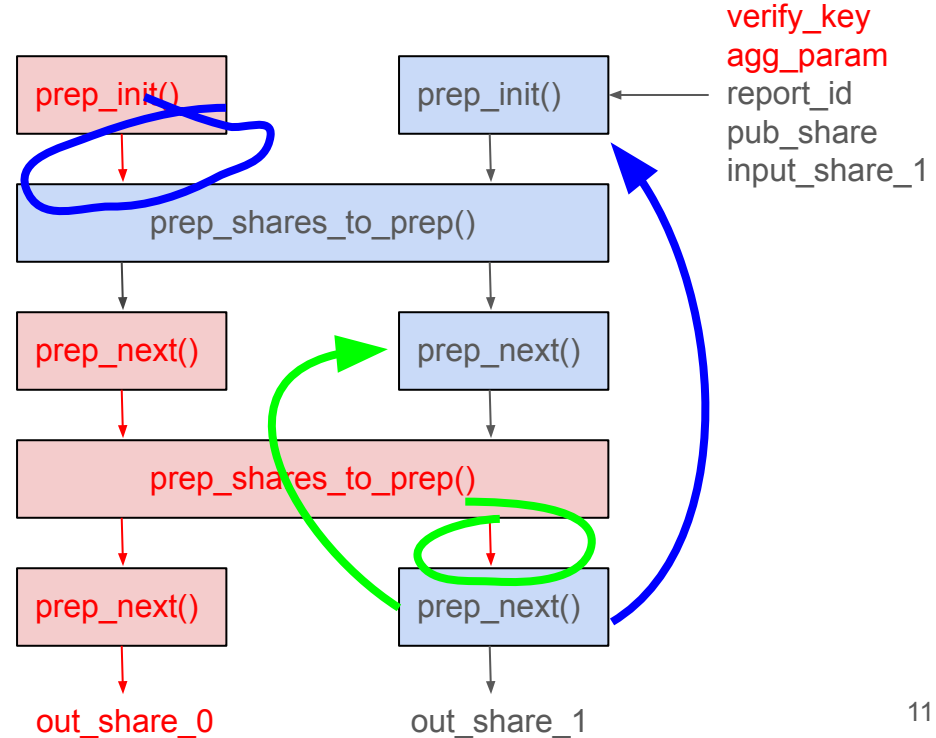 verify_key
agg_param
report_id
pub_share
input_share_1
prep_init()
prep_init()
prep_shares_to_prep()
prep_next()
prep_next()
prep_shares_to_prep()
prep_next()
prep_next()
out_share_0
out_share_1
11